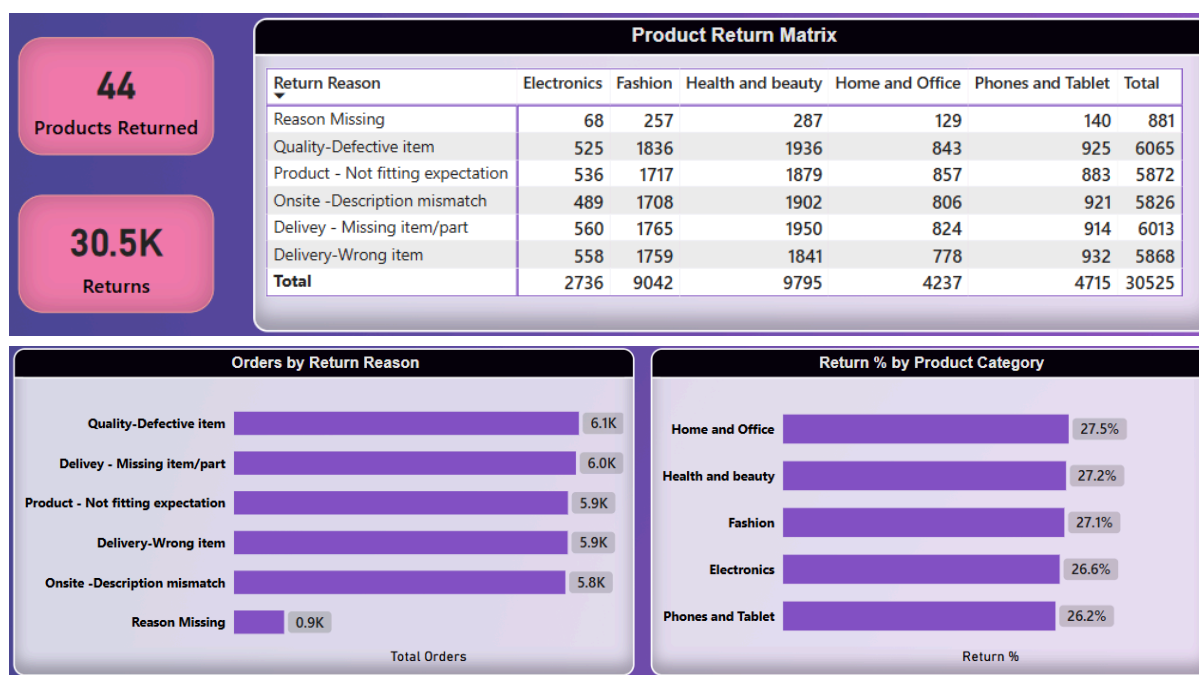 44
Products Returned
30.5K
Returns
Product Return Matrix
Return Reason Electronics Fashion Health and beauty Home and Office Phones and Tablet Total
Reason Missing 68 257 287 129 140 881
Quality-Defective item 525 1836 1936 843 925 6065
Product - Not fitting expectation 536 1717 1879 857 883 5872
Onsite -Description mismatch 489 1708 1902 806 921 5826
Delivey - Missing item/part 560 1765 1950 824 914 6013
Delivery-Wrong item 558 1759 1841 778 932 5868
Total 2736 9042 9795 4237 4715 30525
Orders by Return Reason
Quality-Defective item 6.1K
Delivey - Missing item/part 6.0K
Product - Not fitting expectation 5.9K
Delivery-Wrong item 5.9K
Onsite -Description mismatch 5.8K
Reason Missing 0.9K
Total Orders
Return % by Product Category
Home and Office 27.5%
Health and beauty 27.2%
Fashion 27.1%
Electronics 26.6%
Phones and Tablet 26.2%
Return %